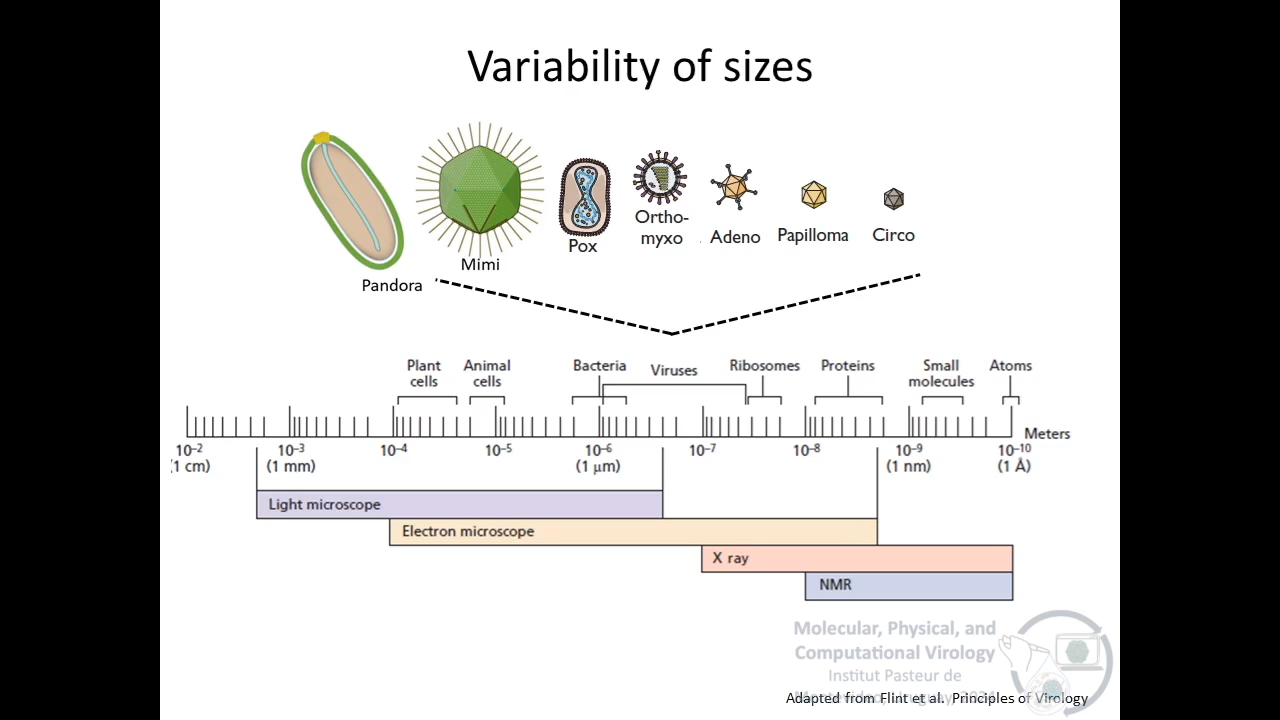 Variability of sizes
Pandora
Mimi
Pox
Ortho-
myxo
Adeno
Papilloma
Circo
Plant
cells
Animal
cells
Bacteria
Viruses
Ribosomes
Proteins
Small
molecules
Atoms
Meters
10⁻² 10⁻³ 10⁻⁴ 10⁻⁵ 10⁻⁶ 10⁻⁷ 10⁻⁸ 10⁻⁹ 10⁻¹⁰
(1 cm) (1 mm) (1 μm) (1 nm) (1 Å)
Light microscope
Electron microscope
X ray
NMR
Molecular, Physical, and
Computational Virology
Institut Pasteur de
Adapted from Flint et al. Principles of Virology